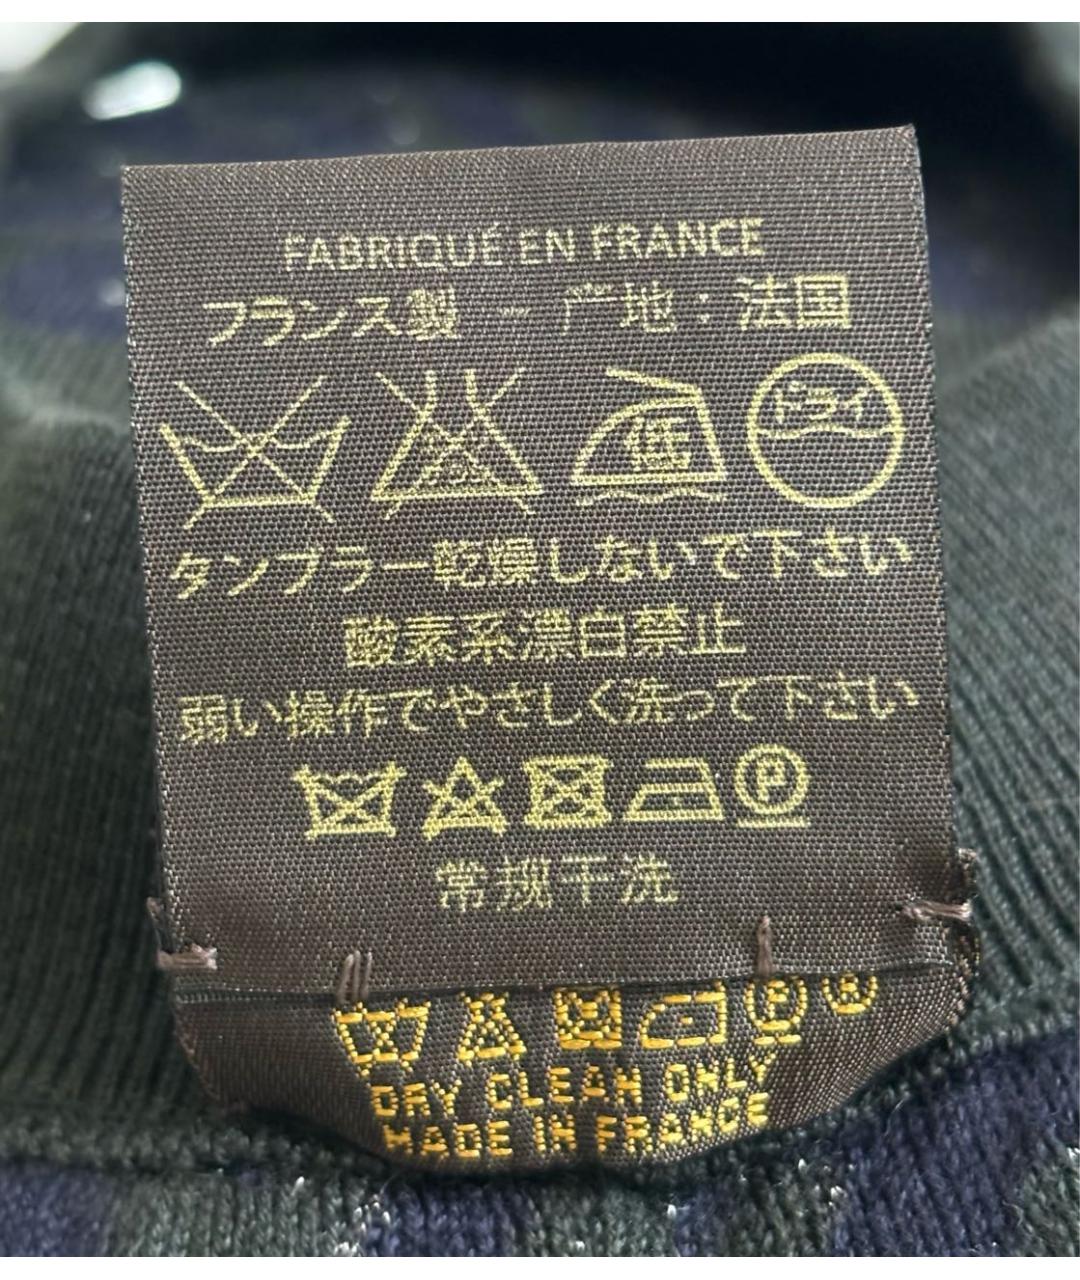 FABRIQUÉ EN FRANCE
フランス製 - 产地：法国
低 ドライ
タンブラー乾燥しないで下さい
酸素系漂白禁止
弱い操作でやさしく洗って下さい
P
常规干洗
P
DRY CLEAN ONLY
MADE IN FRANCE